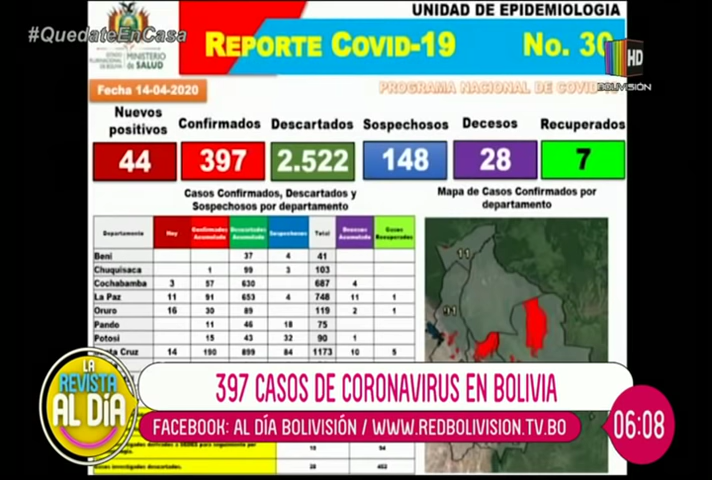 #QuedateEnCasa
MINISTERIO
DE SALUD
UNIDAD DE EPIDEMIOLOGIA
REPORTE COVID-19 No. 30
HD
BOLIVISIÓN
Fecha 14-04-2020
PROGRAMA NACIONAL DE
Nuevos positivos Confirmados Descartados Sospechosos Decesos Recuperados
44 397 2.522 148 28 7
Casos Confirmados, Descartados y
Sospechosos por departamento
Mapa de Casos Confirmados por
departamento
Departamento Hoy Confirmados Acumulado Descartados Acumulado Sospechosos Total Decesos Acumulado Casos Recuperados
Beni 37 4 41
Chuquisaca 1 99 3 103
Cochabamba 3 57 630 687 4
La Paz 11 91 653 4 748 11 1
Oruro 16 30 89 119 2 1
Pando 11 46 18 75
Potosí 15 43 32 90 1
Cruz 14 190 899 84 1173 10 5
11
91
LA
REVISTA
AL DÍA
397 CASOS DE CORONAVIRUS EN BOLIVIA
FACEBOOK: AL DÍA BOLIVISIÓN / WWW.REDBOLIVISION.TV.BO
06:08